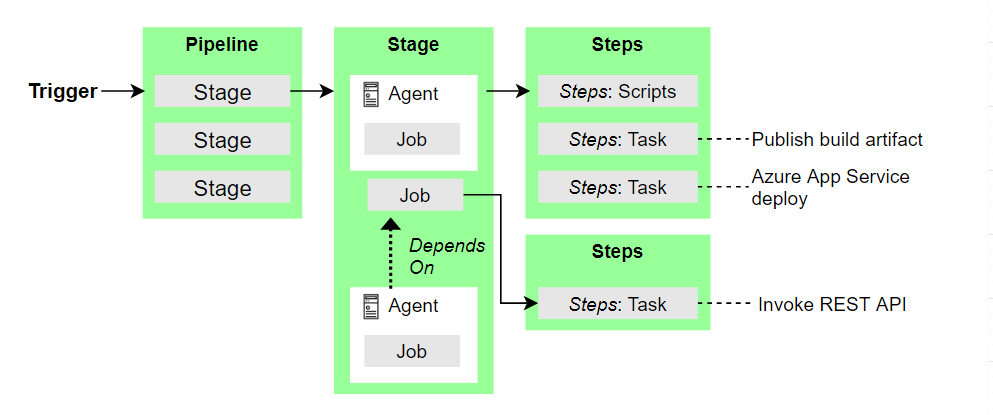 Trigger
Pipeline
Stage
Stage
Stage
Stage
Agent
Job
Job
Depends
On
Agent
Job
Steps
Steps: Scripts
Steps: Task
Publish build artifact
Steps: Task
Azure App Service
deploy
Steps
Steps: Task
Invoke REST API